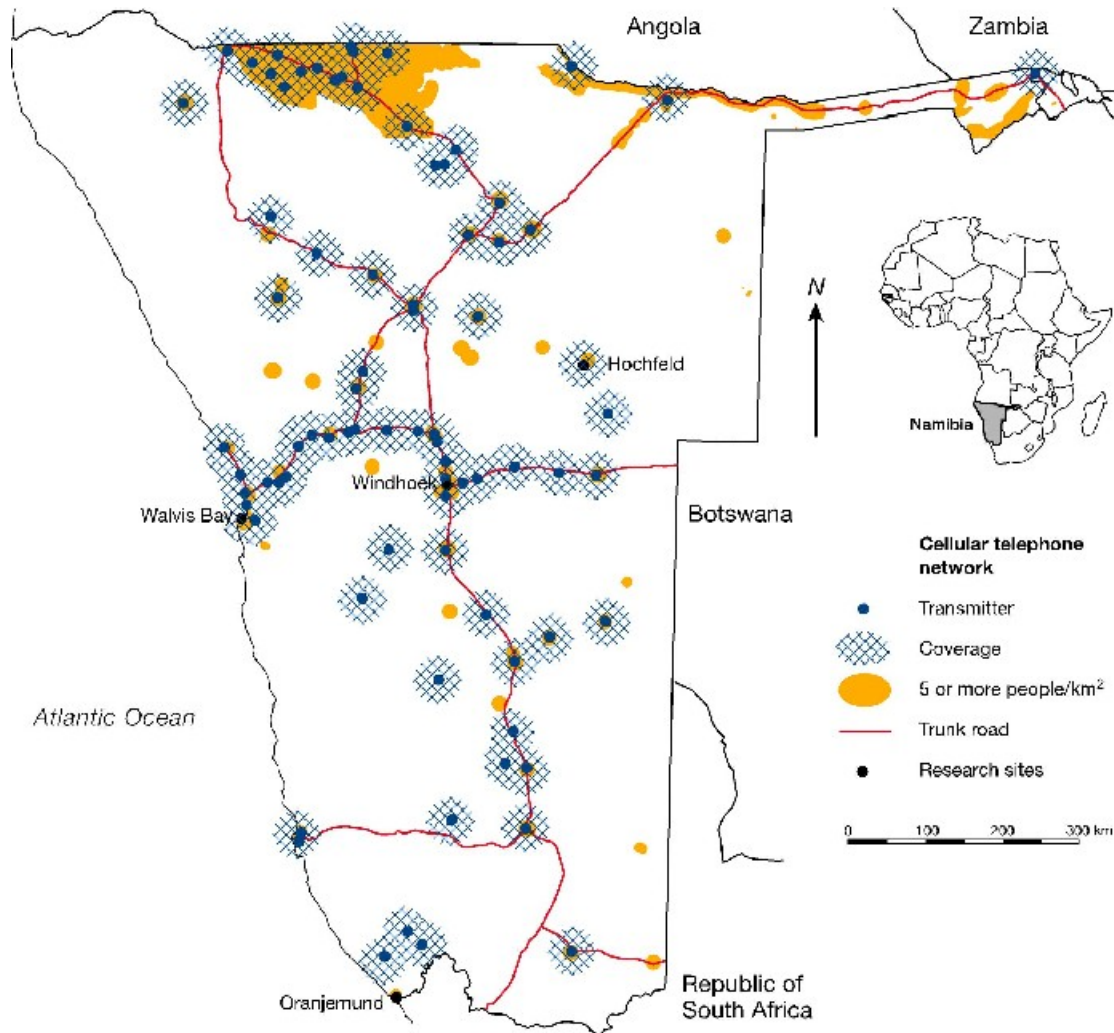 Angola
Zambia
N
Hochfeld
Namibia
Windhoek
Walvis Bay
Botswana
Cellular telephone
network
Transmitter
Coverage
5 or more people/km²
Atlantic Ocean
Trunk road
Research sites
0 100 200 300 km
Republic of
South Africa
Oranjemund